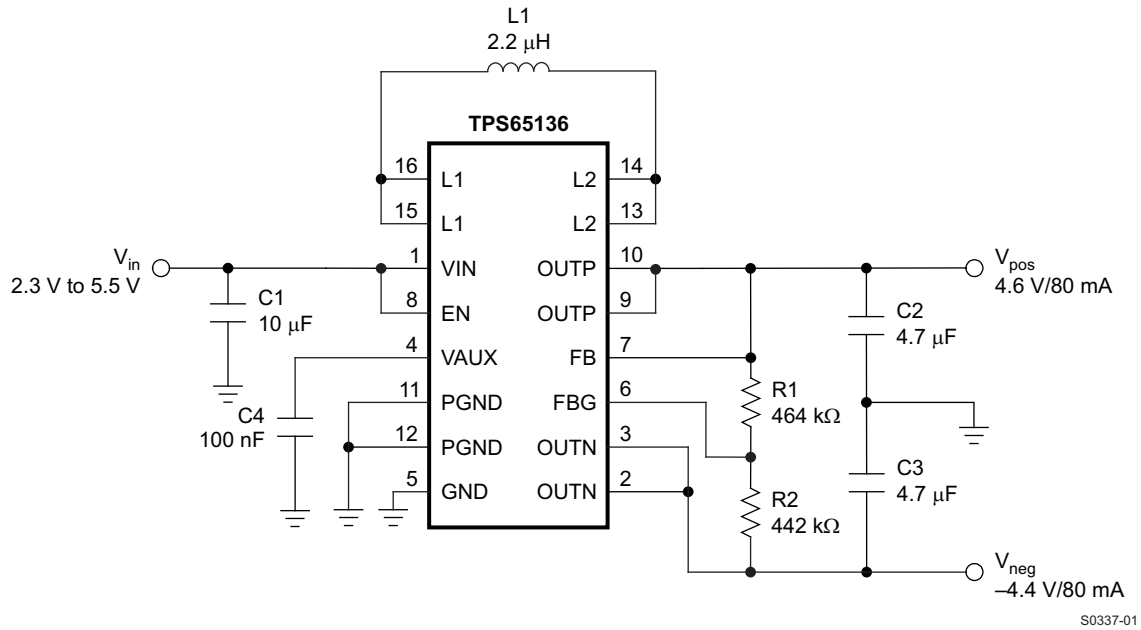 L1
2.2 μH
TPS65136
16
L1
L2
14
15
L1
L2
13
Vin
2.3 V to 5.5 V
1
VIN
OUTP
10
Vpos
4.6 V/80 mA
C1
10 μF
8
EN
OUTP
9
C2
4.7 μF
4
VAUX
FB
7
C4
100 nF
11
PGND
FBG
6
R1
464 kΩ
12
PGND
OUTN
3
C3
4.7 μF
5
GND
OUTN
2
R2
442 kΩ
Vneg
–4.4 V/80 mA
S0337-01